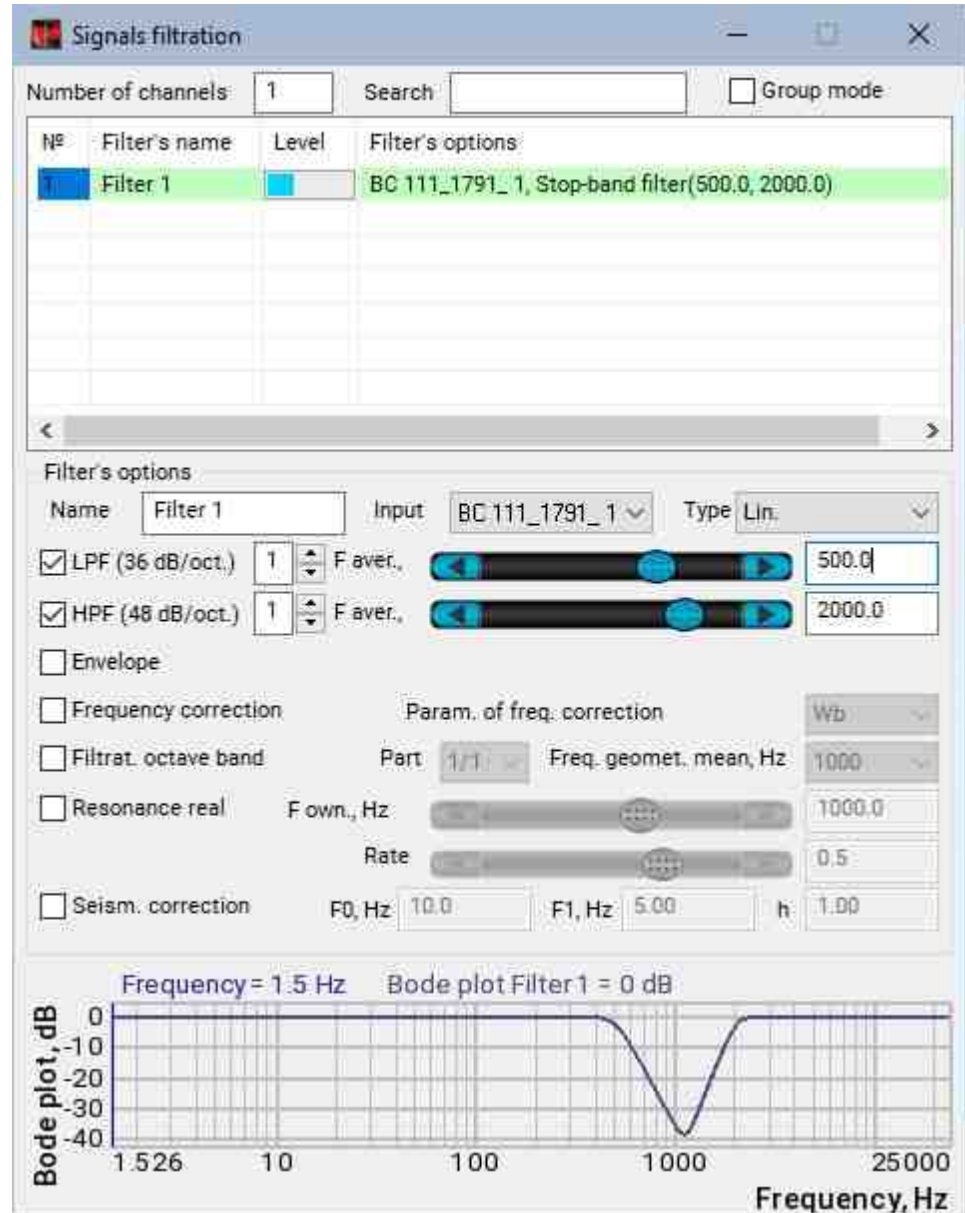 Signals filtration
Number of channels 1 Search Group mode
Nº Filter's name Level Filter's options
1 Filter 1 BC 111_1791_ 1, Stop-band filter(500.0, 2000.0)
Filter's options
Name Filter 1 Input BC 111_1791_ 1 Type Lin.
LPF (36 dB/oct.) 1 F aver., 500.0
HPF (48 dB/oct.) 1 F aver., 2000.0
Envelope
Frequency correction Param. of freq. correction Wb
Filtrat. octave band Part 1/1 Freq. geomet. mean, Hz 1000
Resonance real F own., Hz 1000.0
Rate 0.5
Seism. correction F0, Hz 10.0 F1, Hz 5.00 h 1.00
Frequency = 1.5 Hz Bode plot Filter1 = 0 dB
Bode plot, dB
0
-10
-20
-30
-40
1.526 10 100 1000 25000
Frequency, Hz